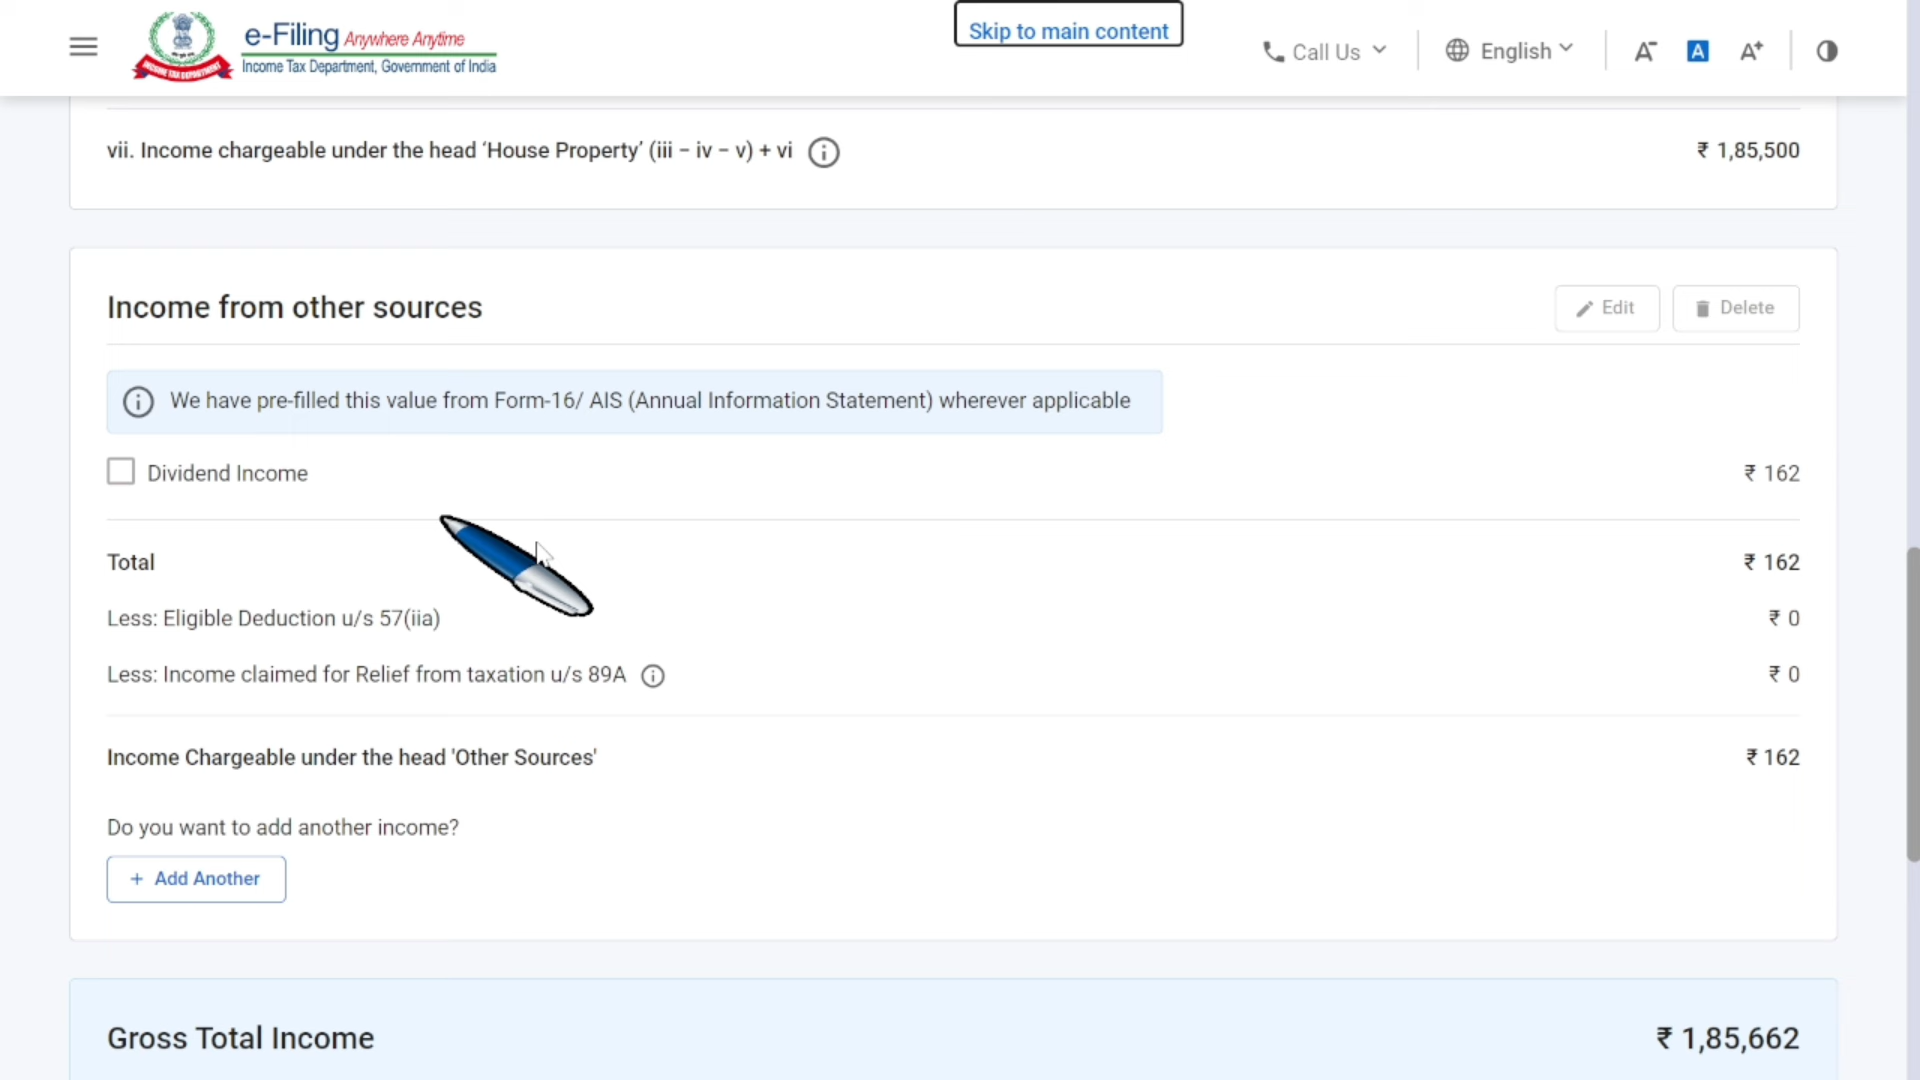 Skip to main content
e-Filing Anywhere Anytime
Income Tax Department, Government of India
INCOME TAX DEPARTMENT
Call Us
English
A-
A
A+
vii. Income chargeable under the head ‘House Property’ (iii − iv − v) + vi
₹ 1,85,500
Income from other sources
Edit
Delete
We have pre-filled this value from Form-16/ AIS (Annual Information Statement) wherever applicable
Dividend Income
₹ 162
Total
₹ 162
Less: Eligible Deduction u/s 57(iia)
₹ 0
Less: Income claimed for Relief from taxation u/s 89A
₹ 0
Income Chargeable under the head 'Other Sources'
₹ 162
Do you want to add another income?
+ Add Another
Gross Total Income
₹ 1,85,662